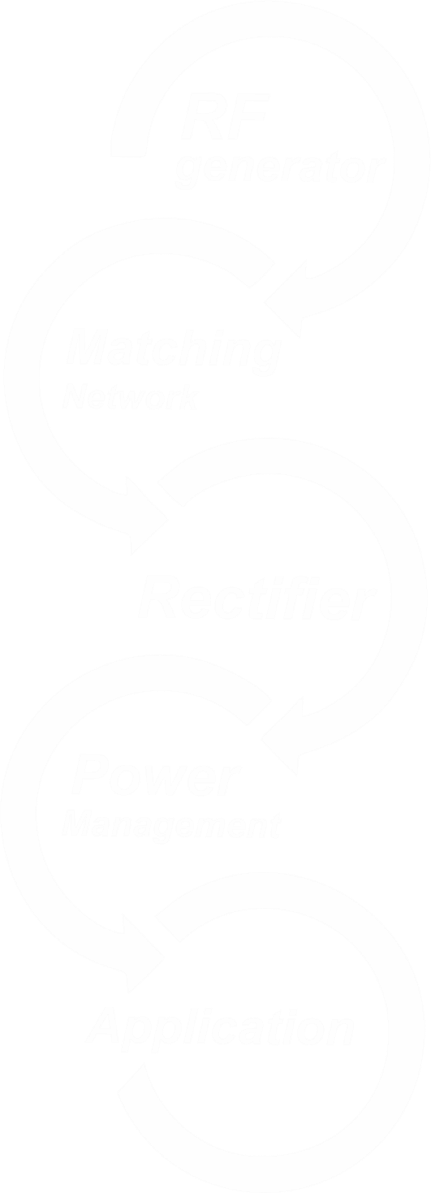 RF
generator
Matching
Network
Rectifier
Power
Management
Application